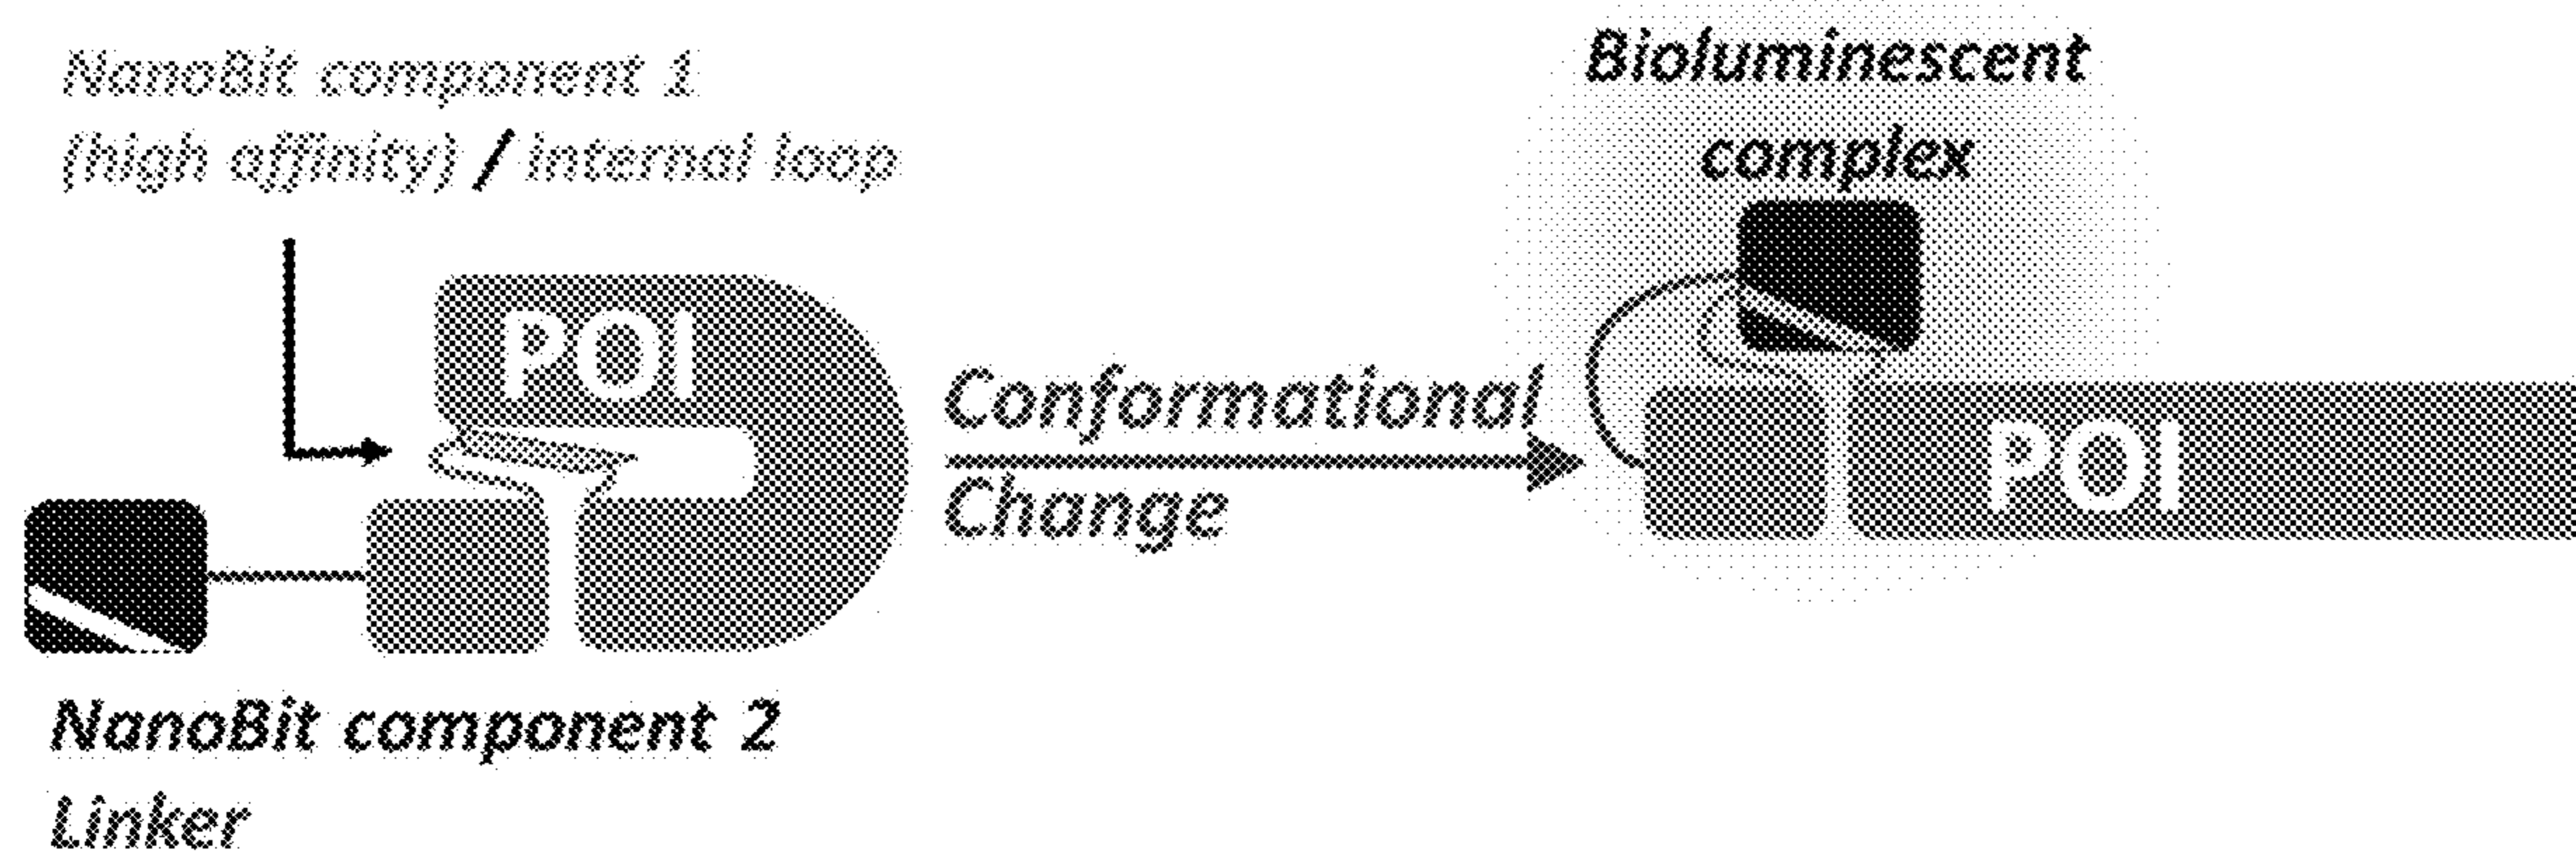 NanoBit component 1
(high affinity) / internal loop
Bioluminescent
complex
POI
Conformational
Change
POI
NanoBit component 2
Linker